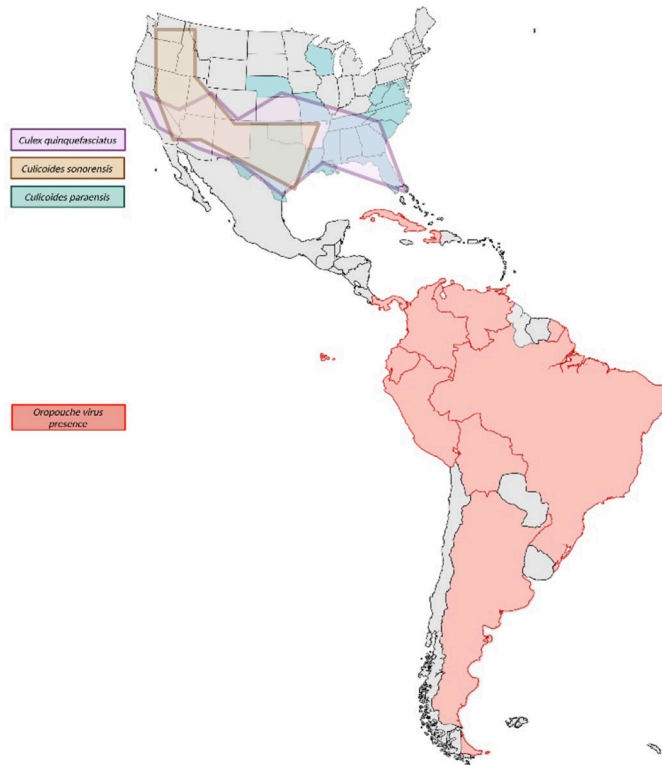 Culex quinquefasciatus
Culicoides sonorensis
Culicoides paraensis
Oropouche virus
presence